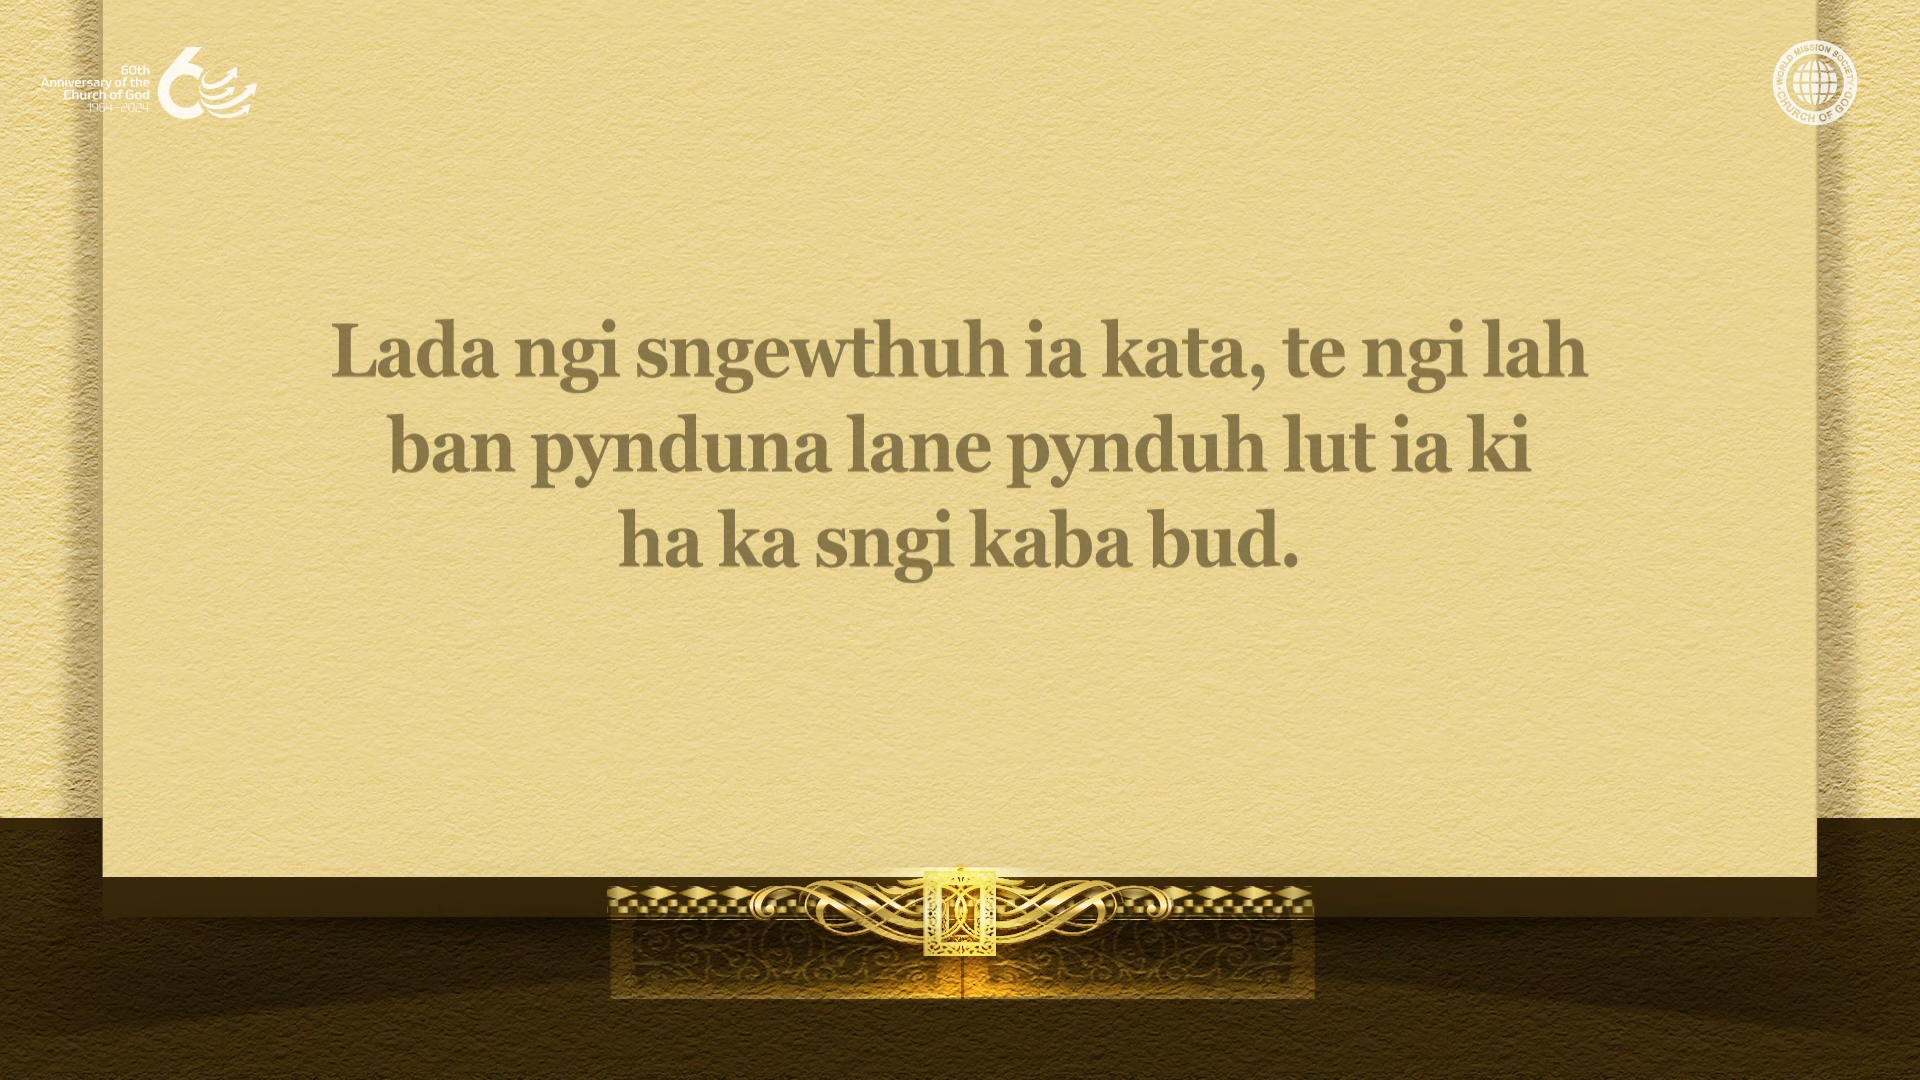 60th
Anniversary of the
Church of God
1964–2024
WORLD MISSION SOCIETY
CHURCH OF GOD
Lada ngi sngewthuh ia kata, te ngi lah
ban pynduna lane pynduh lut ia ki
ha ka sngi kaba bud.